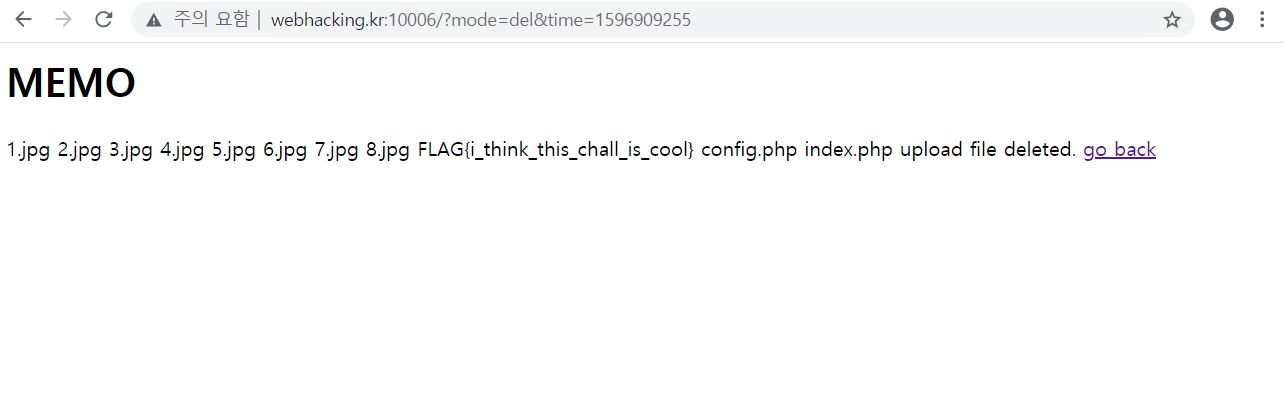 주의 요함 | webhacking.kr:10006/?mode=del&time=1596909255
MEMO
1.jpg 2.jpg 3.jpg 4.jpg 5.jpg 6.jpg 7.jpg 8.jpg FLAG{i_think_this_chall_is_cool} config.php index.php upload file deleted. go back